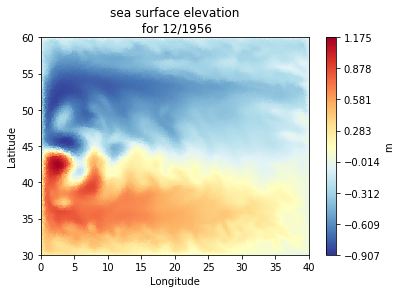 sea surface elevation
for 12/1956
60
55
50
45
40
35
30
Latitude
0 5 10 15 20 25 30 35 40
Longitude
1.175
0.878
0.581
0.283
−0.014
−0.312
−0.609
−0.907
m